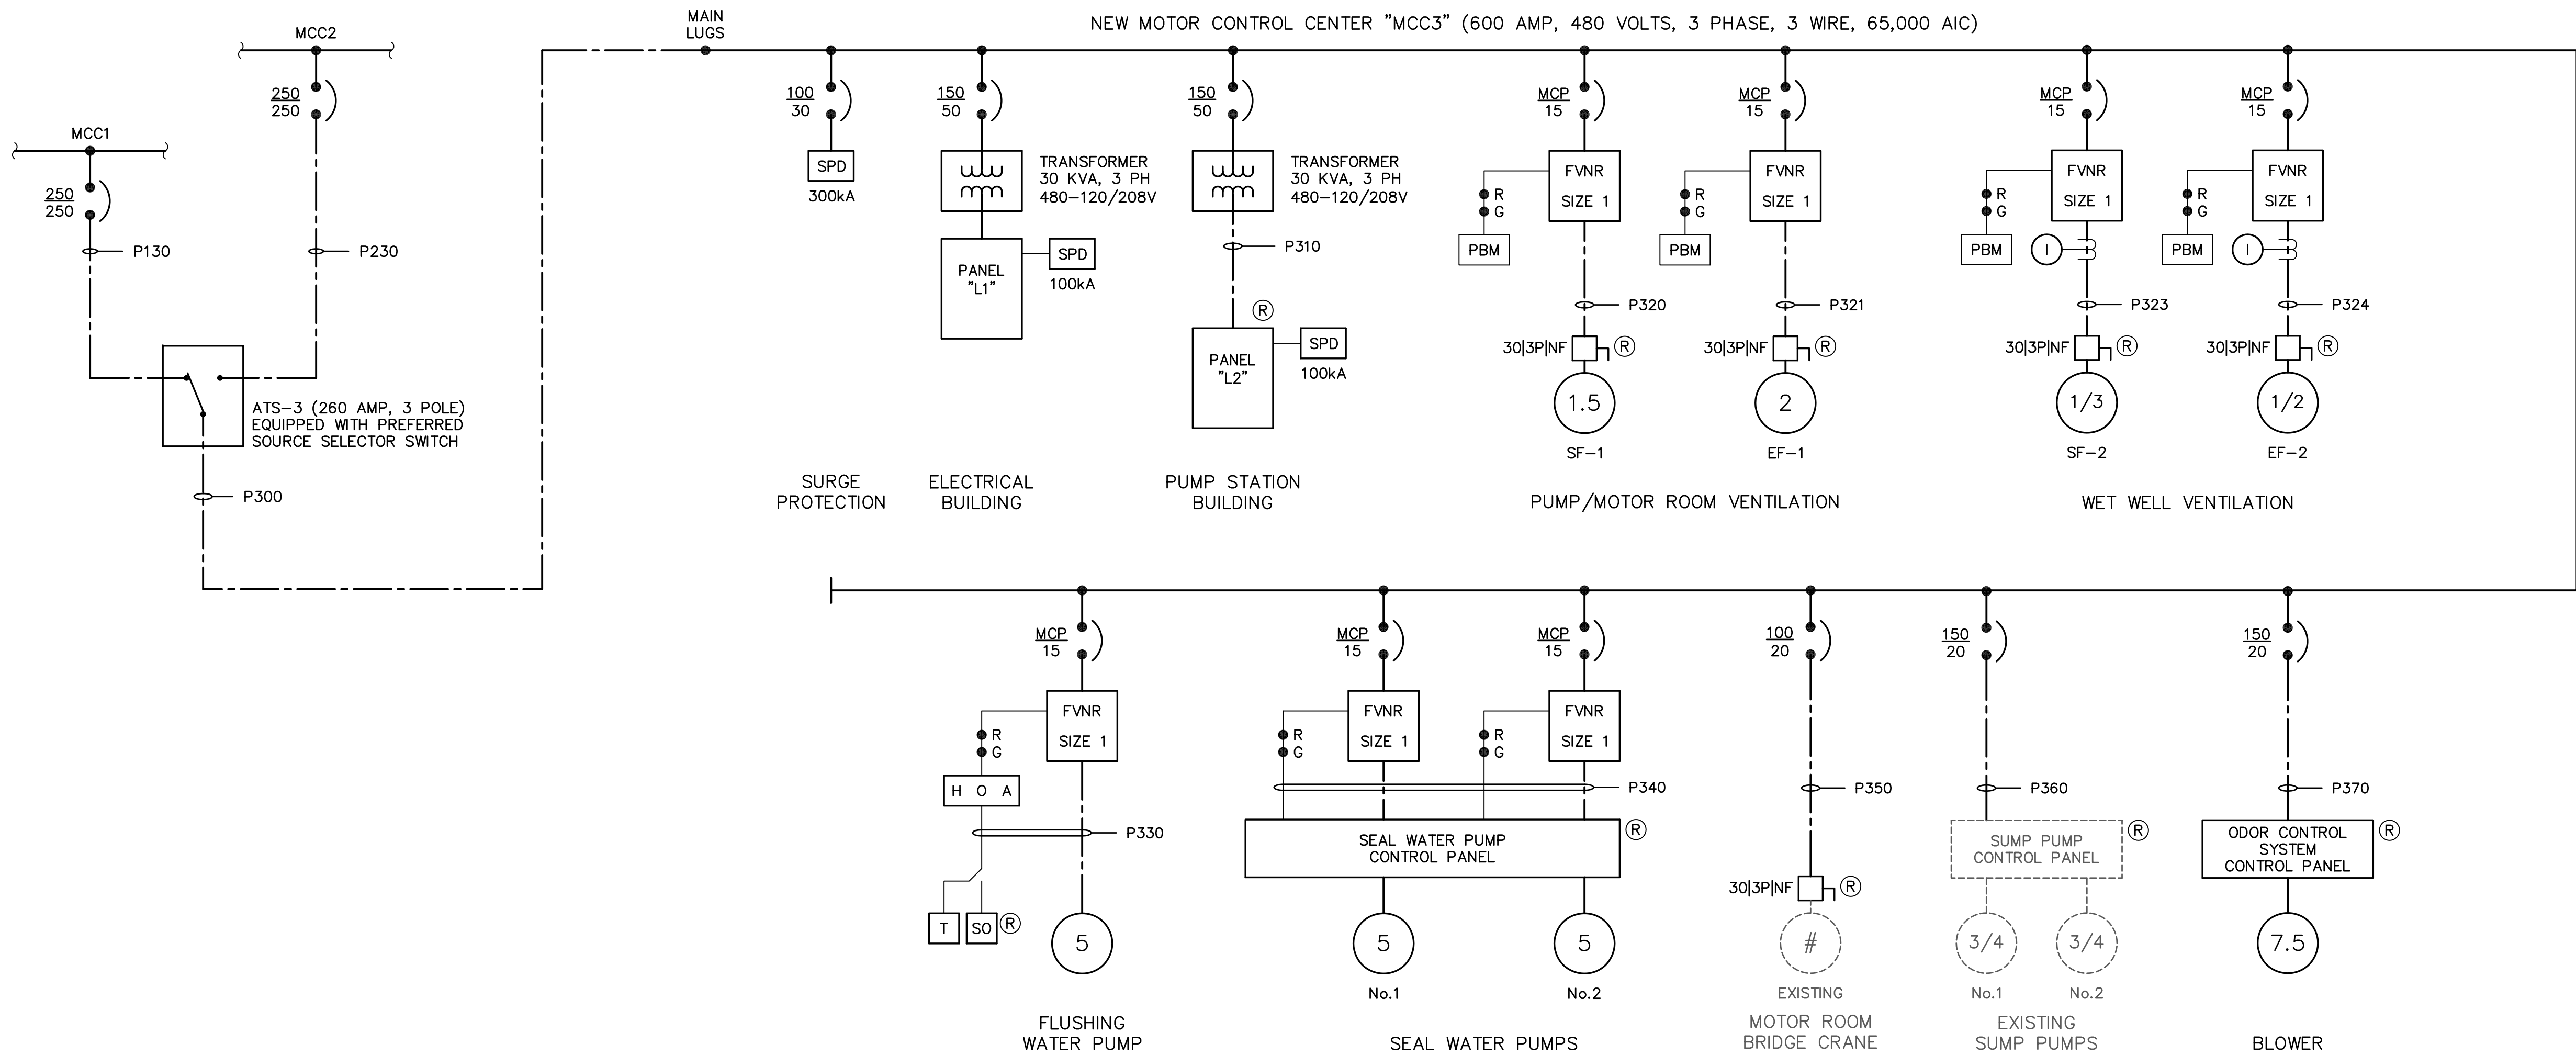 NEW MOTOR CONTROL CENTER "MCC3" (600 AMP, 480 VOLTS, 3 PHASE, 3 WIRE, 65,000 AIC)
MAIN
LUGS
MCC2
250
250
MCC1
250
250
P130
P230
ATS-3 (260 AMP, 3 POLE)
EQUIPPED WITH PREFERRED
SOURCE SELECTOR SWITCH
P300
100
30
SPD
300kA
SURGE
PROTECTION
150
50
TRANSFORMER
30 KVA, 3 PH
480-120/208V
PANEL
"L1"
SPD
100kA
ELECTRICAL
BUILDING
150
50
TRANSFORMER
30 KVA, 3 PH
480-120/208V
P310
R
PANEL
"L2"
SPD
100kA
PUMP STATION
BUILDING
MCP
15
FVNR
SIZE 1
R
G
PBM
P320
30|3P|NF
R
1.5
SF-1
MCP
15
FVNR
SIZE 1
R
G
PBM
P321
30|3P|NF
R
2
EF-1
PUMP/MOTOR ROOM VENTILATION
MCP
15
FVNR
SIZE 1
R
G
PBM
I
P323
30|3P|NF
R
1/3
SF-2
MCP
15
FVNR
SIZE 1
R
G
PBM
I
P324
30|3P|NF
R
1/2
EF-2
WET WELL VENTILATION
MCP
15
FVNR
SIZE 1
R
G
H O A
P330
T
SO
R
5
FLUSHING
WATER PUMP
MCP
15
FVNR
SIZE 1
R
G
MCP
15
FVNR
SIZE 1
R
G
P340
SEAL WATER PUMP
CONTROL PANEL
R
5
5
No.1
No.2
SEAL WATER PUMPS
100
20
P350
30|3P|NF
R
#
EXISTING
MOTOR ROOM
BRIDGE CRANE
150
20
P360
SUMP PUMP
CONTROL PANEL
R
3/4
3/4
No.1
No.2
EXISTING
SUMP PUMPS
150
20
P370
ODOR CONTROL
SYSTEM
CONTROL PANEL
R
7.5
BLOWER